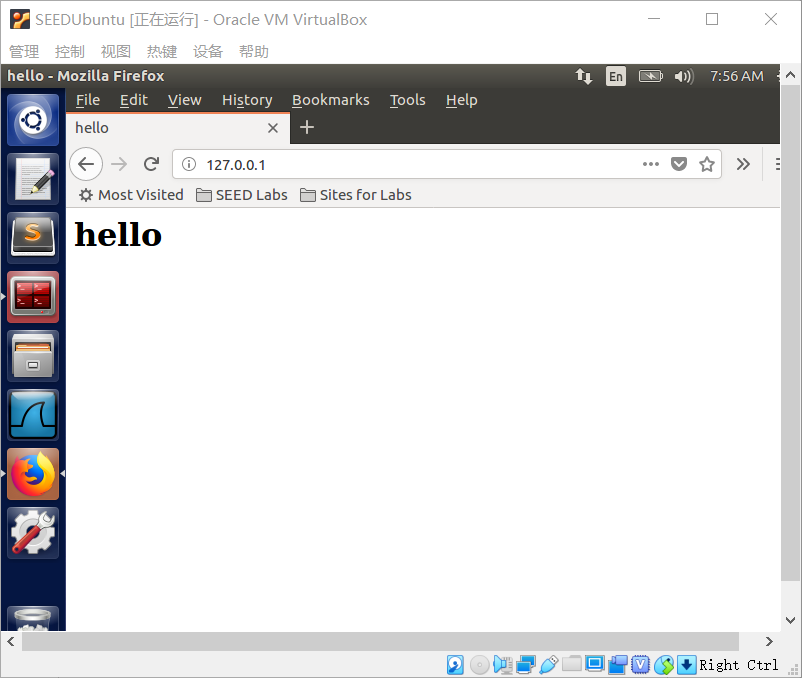 SEEDUbuntu [正在运行] - Oracle VM VirtualBox
管理 控制 视图 热键 设备 帮助
hello - Mozilla Firefox En 7:56 AM
File Edit View History Bookmarks Tools Help
hello
127.0.0.1
Most Visited SEED Labs Sites for Labs
hello
Right Ctrl